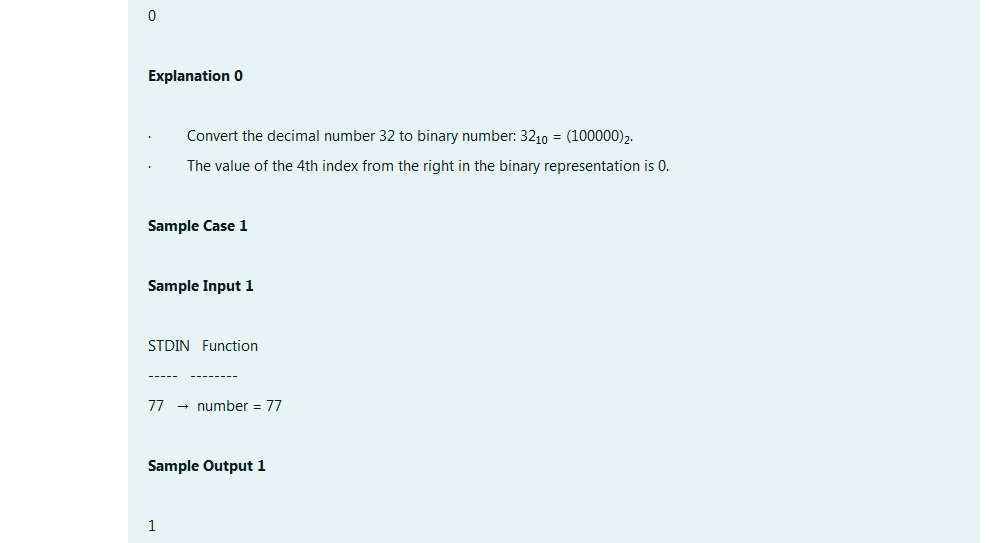 0
Explanation 0
· Convert the decimal number 32 to binary number: 32₁₀ = (100000)₂.
· The value of the 4th index from the right in the binary representation is 0.
Sample Case 1
Sample Input 1
STDIN Function
----- --------
77 → number = 77
Sample Output 1
1